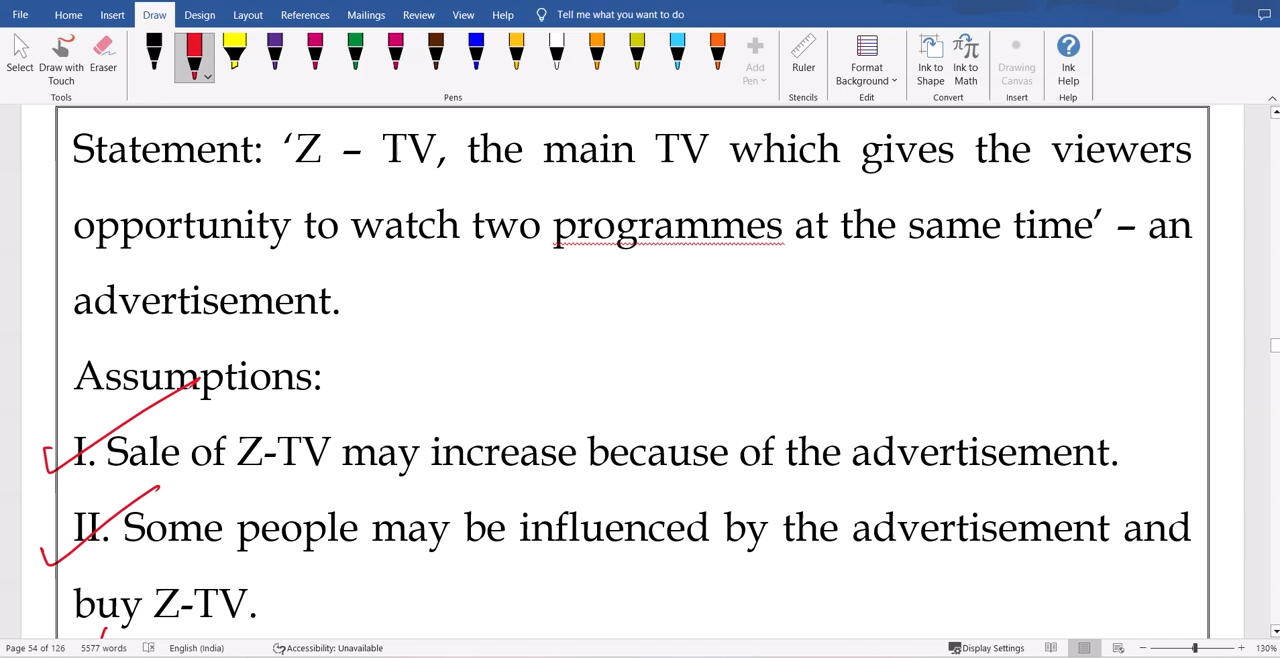 File Home Insert Draw Design Layout References Mailings Review View Help Tell me what you want to do
Select Draw with Touch Eraser Add Pen Ruler Format Background Ink to Shape Ink to Math Drawing Canvas Ink Help
Tools Pens Stencils Edit Convert Insert Help
Statement: ‘Z – TV, the main TV which gives the viewers
opportunity to watch two programmes at the same time’ – an
advertisement.
Assumptions:
I. Sale of Z-TV may increase because of the advertisement.
II. Some people may be influenced by the advertisement and
buy Z-TV.
Page 54 of 126 5577 words English (India) Accessibility: Unavailable Display Settings 130%